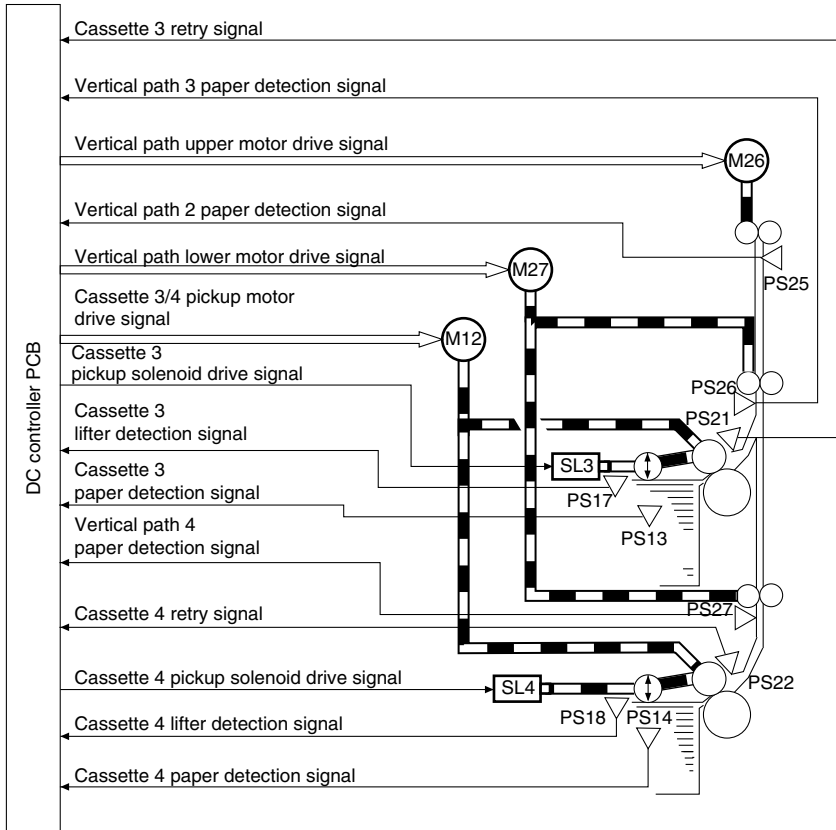 Cassette 3 retry signal
Vertical path 3 paper detection signal
Vertical path upper motor drive signal
M26
Vertical path 2 paper detection signal
Vertical path lower motor drive signal
M27
PS25
Cassette 3/4 pickup motor
drive signal
M12
Cassette 3
pickup solenoid drive signal
PS26
Cassette 3
lifter detection signal
PS21
SL3
PS17
Cassette 3
paper detection signal
PS13
Vertical path 4
paper detection signal
DC controller PCB
PS27
Cassette 4 retry signal
Cassette 4 pickup solenoid drive signal
SL4
PS22
PS18
PS14
Cassette 4 lifter detection signal
Cassette 4 paper detection signal